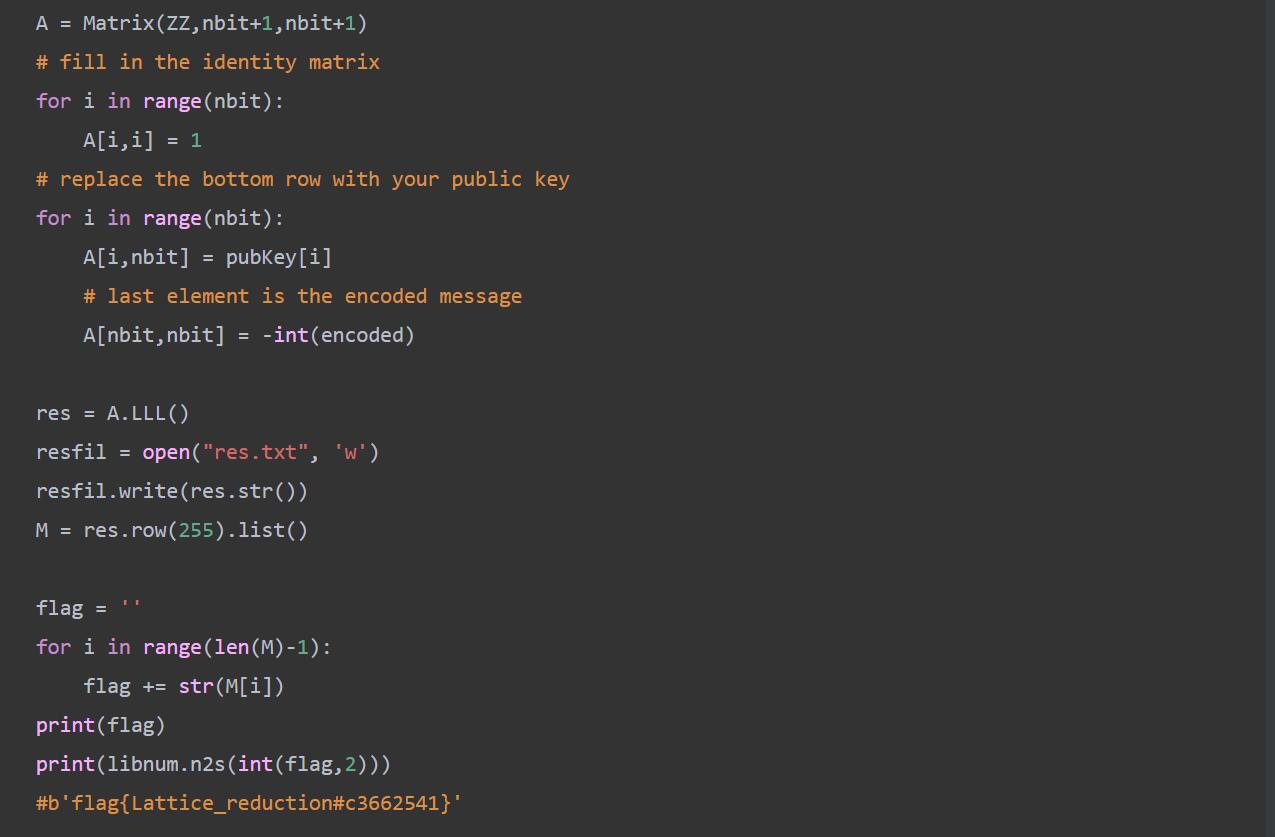 A = Matrix(ZZ,nbit+1,nbit+1)
# fill in the identity matrix
for i in range(nbit):
    A[i,i] = 1
# replace the bottom row with your public key
for i in range(nbit):
    A[i,nbit] = pubKey[i]
    # last element is the encoded message
    A[nbit,nbit] = -int(encoded)

res = A.LLL()
resfil = open("res.txt", 'w')
resfil.write(res.str())
M = res.row(255).list()

flag = ''
for i in range(len(M)-1):
    flag += str(M[i])
print(flag)
print(libnum.n2s(int(flag,2)))
#b'flag{Lattice_reduction#c3662541}'